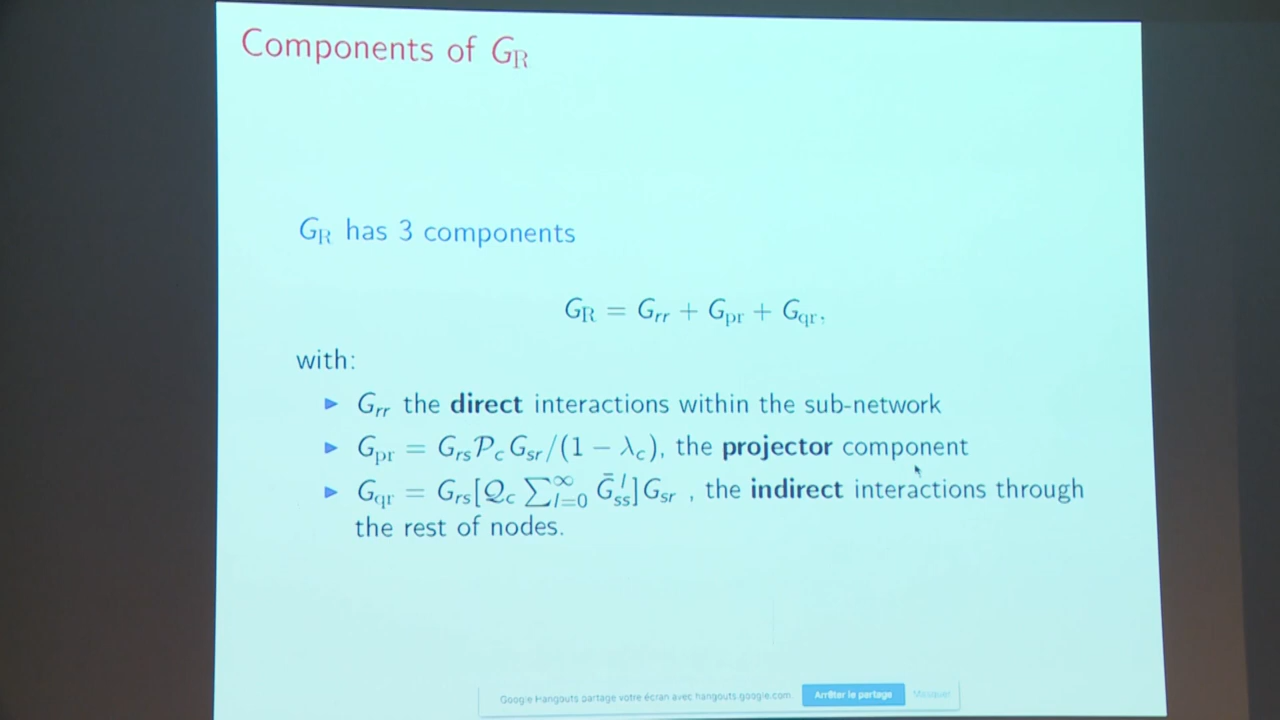 Components of G_R
G_R has 3 components
G_R = G_rr + G_pr + G_qr,
with:
▶ G_rr the direct interactions within the sub-network
▶ G_pr = G_rs 𝒫_c G_sr/(1 − λ_c), the projector component
▶ G_qr = G_rs[𝒬_c ∑_{l=0}^∞ Ḡ_ss^l]G_sr , the indirect interactions through
the rest of nodes.
Google Hangouts partage votre écran avec hangouts.google.com. Arrêter le partage Masquer